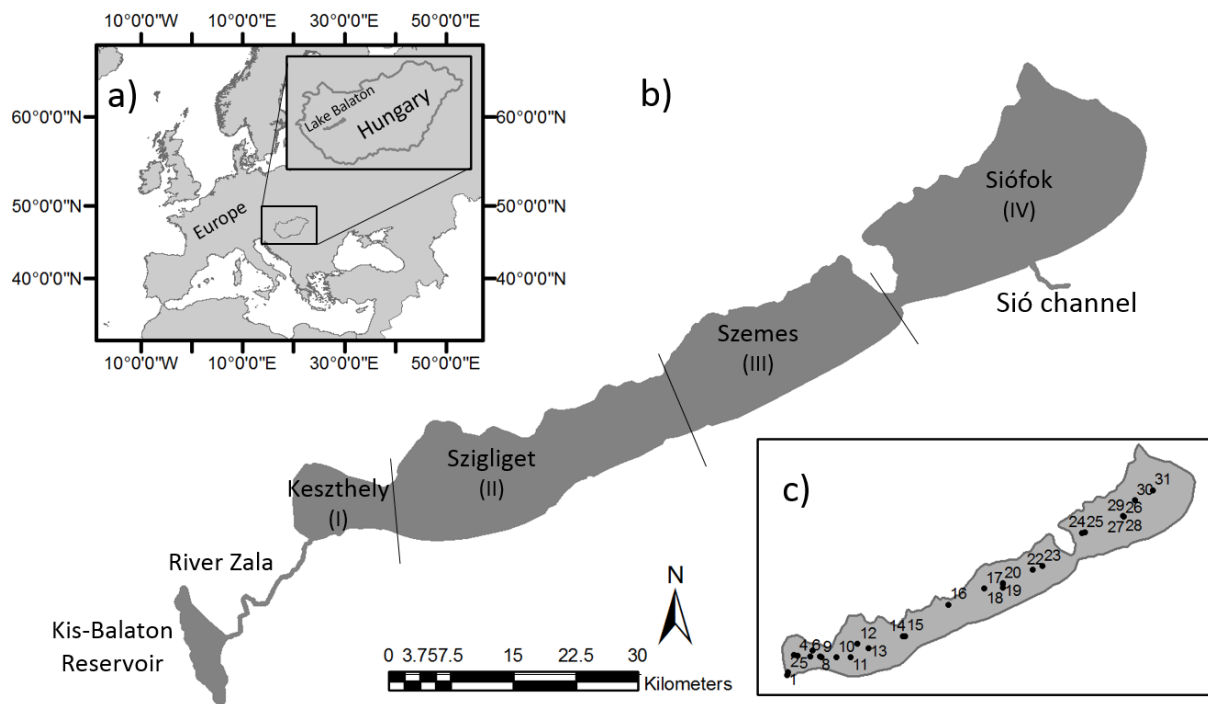 10°0'0"W 10°0'0"E 30°0'0"E 50°0'0"E
a)
60°0'0"N
60°0'0"N
50°0'0"N
50°0'0"N
40°0'0"N
40°0'0"N
Lake Balaton
Hungary
Europe
10°0'0"W 10°0'0"E 30°0'0"E 50°0'0"E
b)
Siófok
(IV)
Sió channel
Szemes
(III)
Szigliget
(II)
Keszthely
(I)
River Zala
Kis-Balaton
Reservoir
N
0 3.75 7.5 15 22.5 30
Kilometers
c)
31
30
29 26
27 28
24 25
22 23
20
17
18 19
16
14 15
12
13
10
11
9
8
6
4
25
1